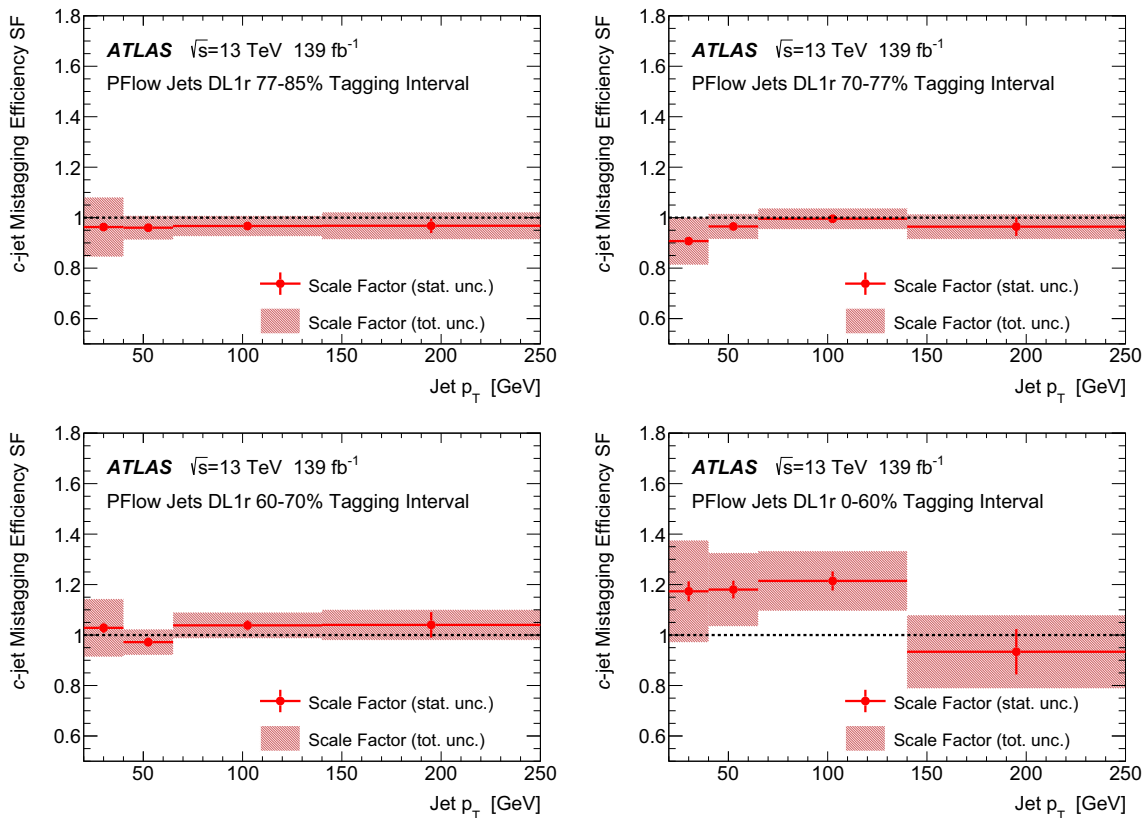 c-jet Mistagging Efficiency SF
1.8
1.6
1.4
1.2
1
0.8
0.6
ATLAS √s=13 TeV 139 fb⁻¹
PFlow Jets DL1r 77-85% Tagging Interval
Scale Factor (stat. unc.)
Scale Factor (tot. unc.)
50 100 150 200 250
Jet p_T [GeV]
c-jet Mistagging Efficiency SF
1.8
1.6
1.4
1.2
1
0.8
0.6
ATLAS √s=13 TeV 139 fb⁻¹
PFlow Jets DL1r 70-77% Tagging Interval
Scale Factor (stat. unc.)
Scale Factor (tot. unc.)
50 100 150 200 250
Jet p_T [GeV]
c-jet Mistagging Efficiency SF
1.8
1.6
1.4
1.2
1
0.8
0.6
ATLAS √s=13 TeV 139 fb⁻¹
PFlow Jets DL1r 60-70% Tagging Interval
Scale Factor (stat. unc.)
Scale Factor (tot. unc.)
50 100 150 200 250
Jet p_T [GeV]
c-jet Mistagging Efficiency SF
1.8
1.6
1.4
1.2
1
0.8
0.6
ATLAS √s=13 TeV 139 fb⁻¹
PFlow Jets DL1r 0-60% Tagging Interval
Scale Factor (stat. unc.)
Scale Factor (tot. unc.)
50 100 150 200 250
Jet p_T [GeV]